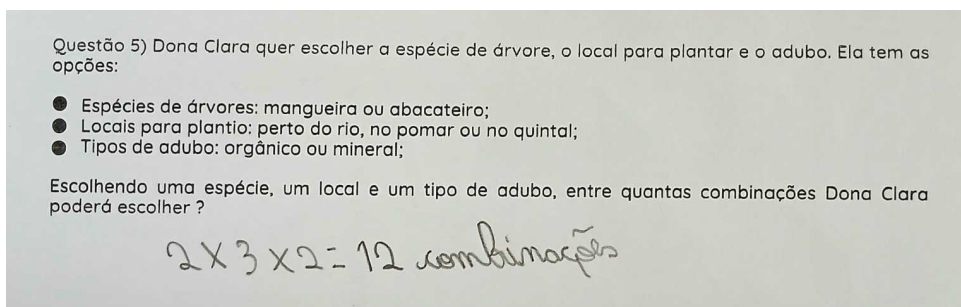 Questão 5) Dona Clara quer escolher a espécie de árvore, o local para plantar e o adubo. Ela tem as
opções:
● Espécies de árvores: mangueira ou abacateiro;
● Locais para plantio: perto do rio, no pomar ou no quintal;
● Tipos de adubo: orgânico ou mineral;
Escolhendo uma espécie, um local e um tipo de adubo, entre quantas combinações Dona Clara
poderá escolher ?
2 x 3 x 2 = 12 combinações